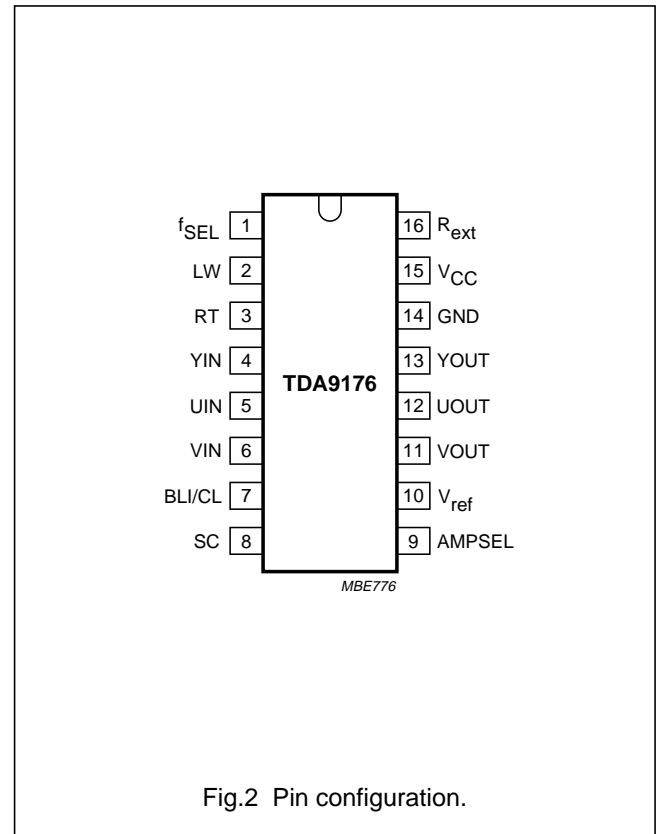 fSEL 1 16 Rext
LW 2 15 VCC
RT 3 14 GND
YIN 4 13 YOUT
TDA9176
UIN 5 12 UOUT
VIN 6 11 VOUT
BLI/CL 7 10 Vref
SC 8 9 AMPSEL
MBE776
Fig.2 Pin configuration.